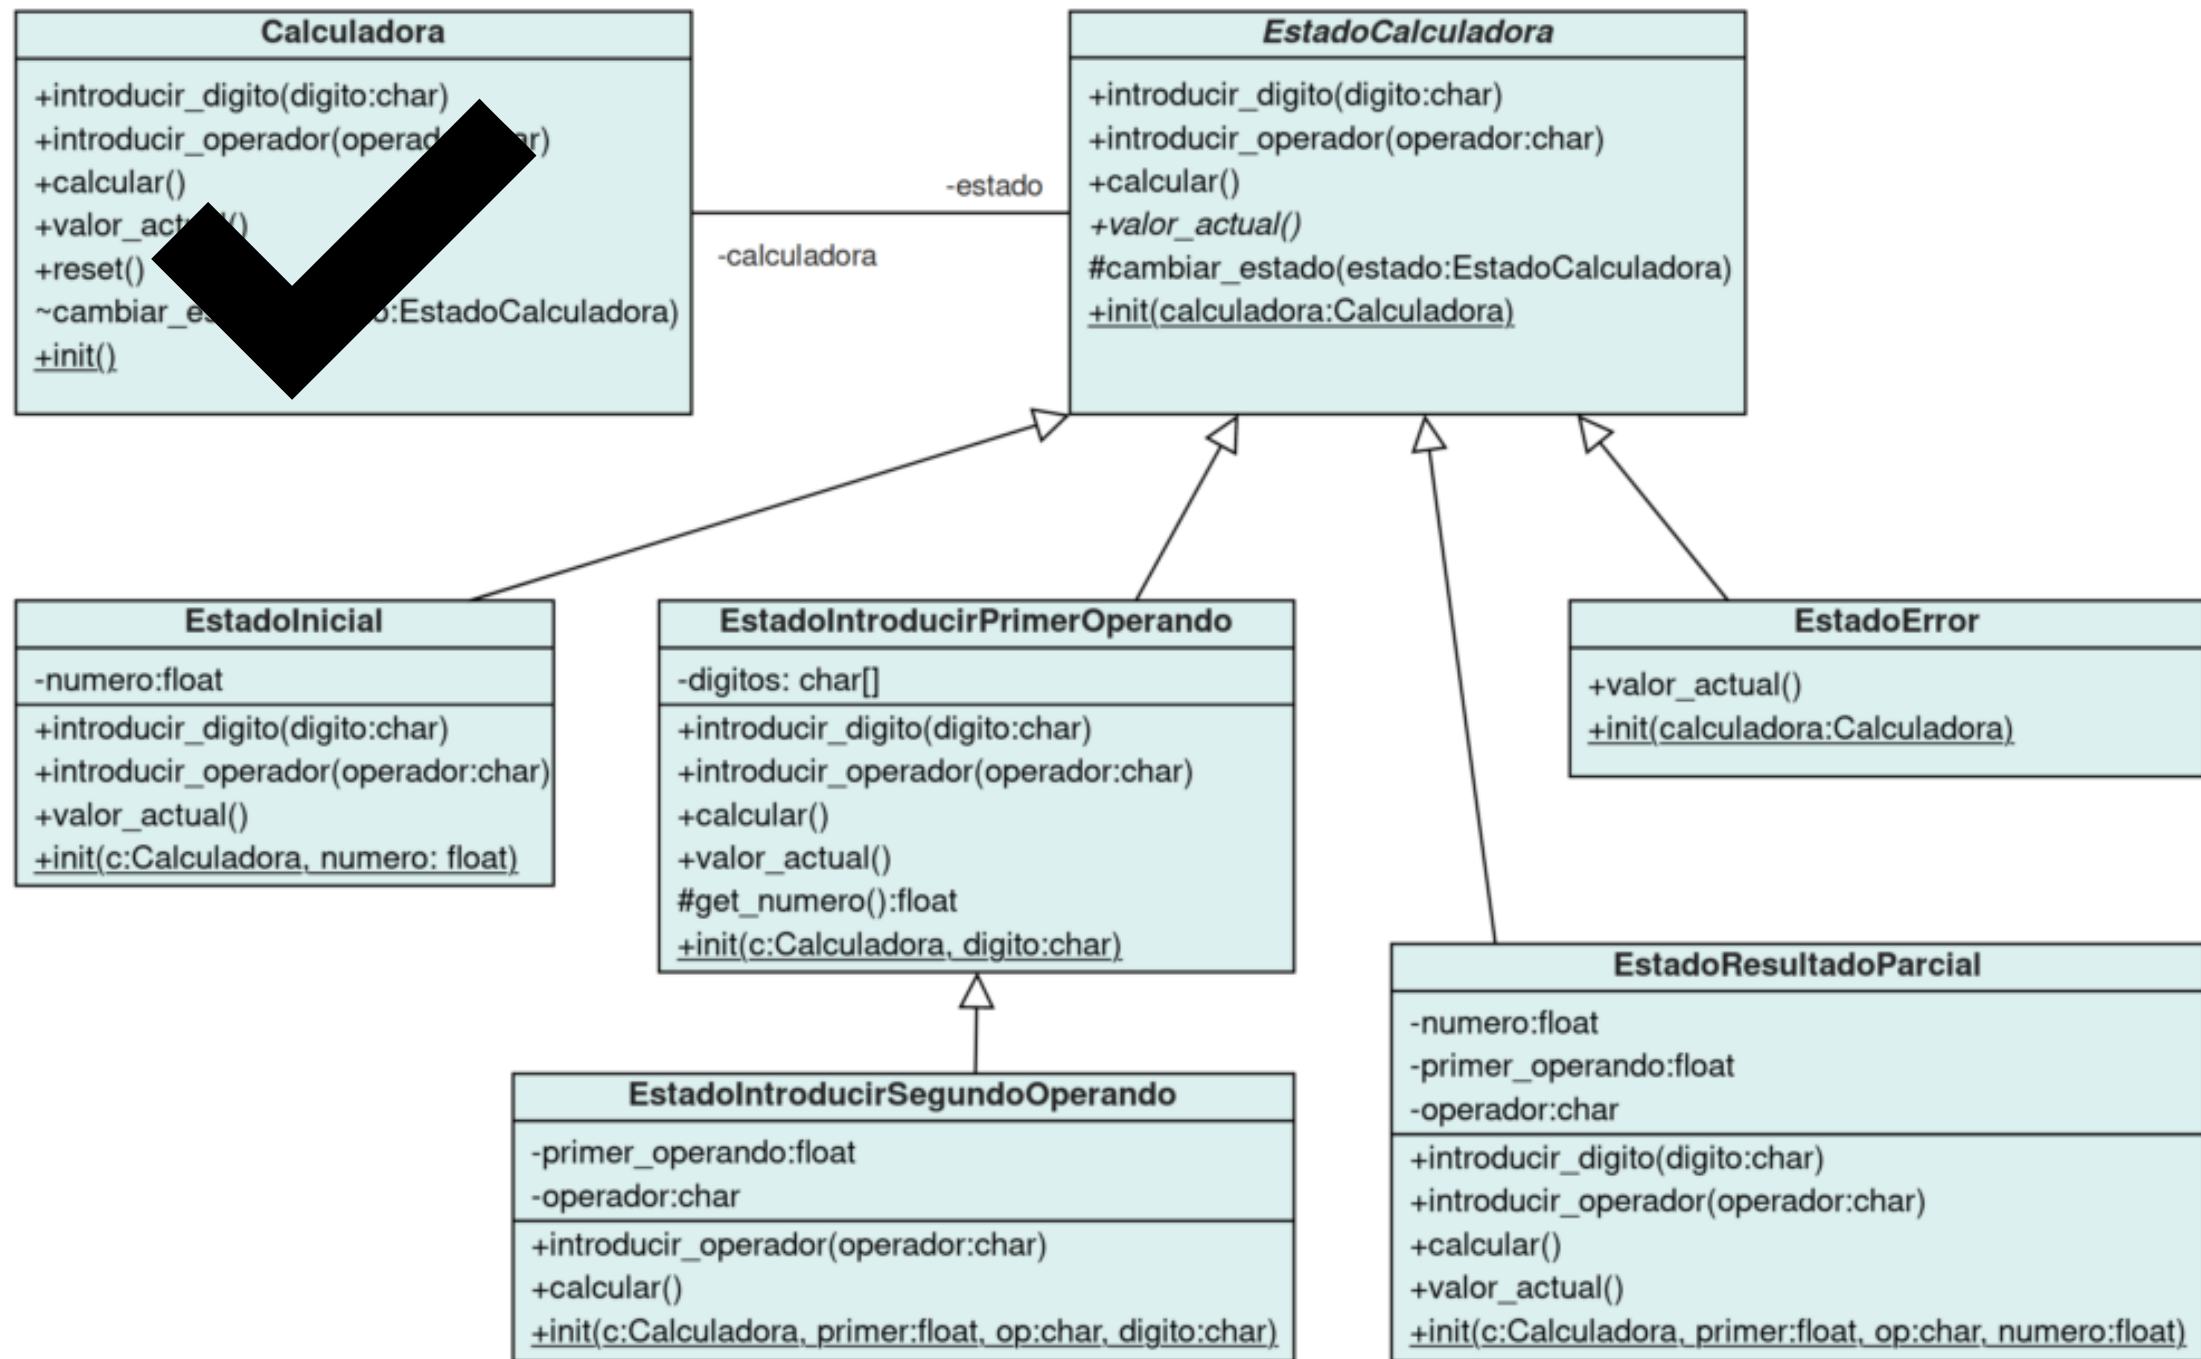 Calculadora
+introducir_digito(digito:char)
+introducir_operador(operad ar)
+calcular()
+valor_act ()
+reset()
~cambiar_es o:EstadoCalculadora)
+init()
-estado
-calculadora
EstadoCalculadora
+introducir_digito(digito:char)
+introducir_operador(operador:char)
+calcular()
+valor_actual()
#cambiar_estado(estado:EstadoCalculadora)
+init(calculadora:Calculadora)
EstadoInicial
-numero:float
+introducir_digito(digito:char)
+introducir_operador(operador:char)
+valor_actual()
+init(c:Calculadora, numero: float)
EstadoIntroducirPrimerOperando
-digitos: char[]
+introducir_digito(digito:char)
+introducir_operador(operador:char)
+calcular()
+valor_actual()
#get_numero():float
+init(c:Calculadora, digito:char)
EstadoError
+valor_actual()
+init(calculadora:Calculadora)
EstadoIntroducirSegundoOperando
-primer_operando:float
-operador:char
+introducir_operador(operador:char)
+calcular()
+init(c:Calculadora, primer:float, op:char, digito:char)
EstadoResultadoParcial
-numero:float
-primer_operando:float
-operador:char
+introducir_digito(digito:char)
+introducir_operador(operador:char)
+calcular()
+valor_actual()
+init(c:Calculadora, primer:float, op:char, numero:float)